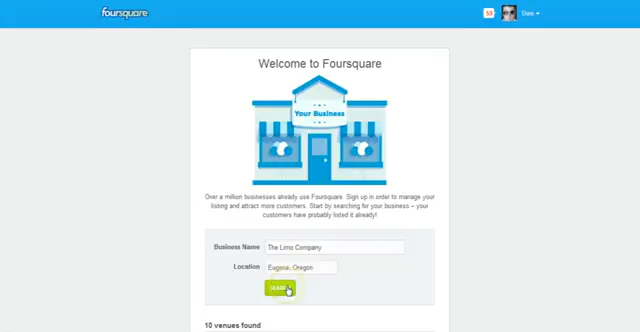 foursquare
Welcome to Foursquare
Your Business
Over a million businesses already use Foursquare. Sign up in order to manage your
listing and attract more customers. Start by searching for your business – your
customers have probably listed it already!
Business Name The Limo Company
Location Eugene, Oregon
10 venues found